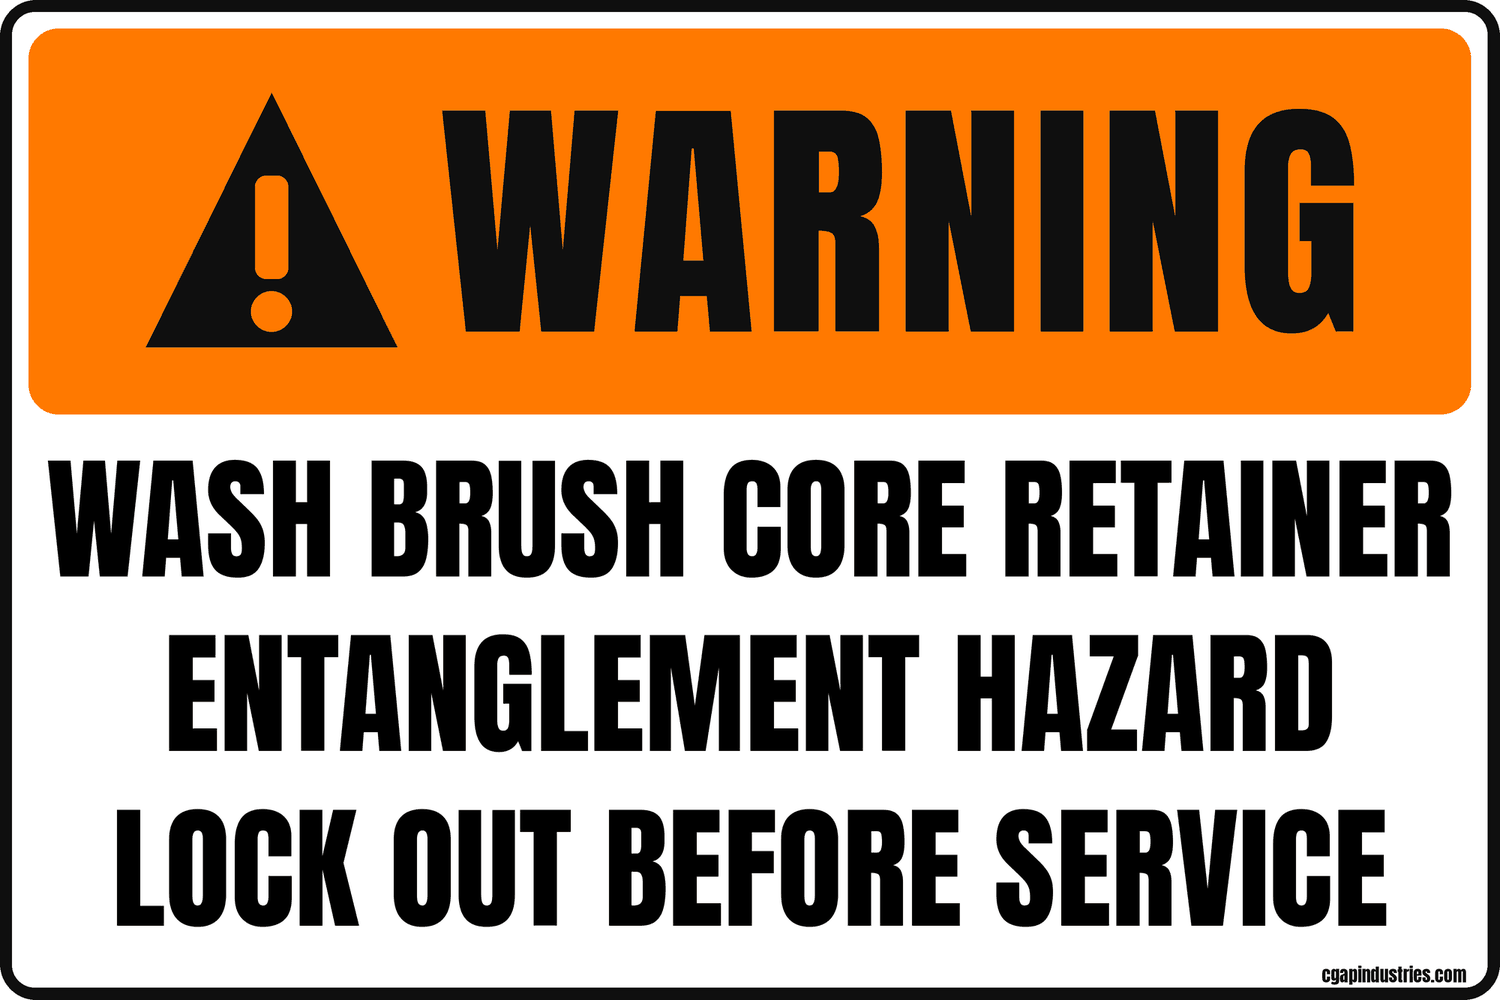 WARNING
WASH BRUSH CORE RETAINER
ENTANGLEMENT HAZARD
LOCK OUT BEFORE SERVICE
cgapindustries.com